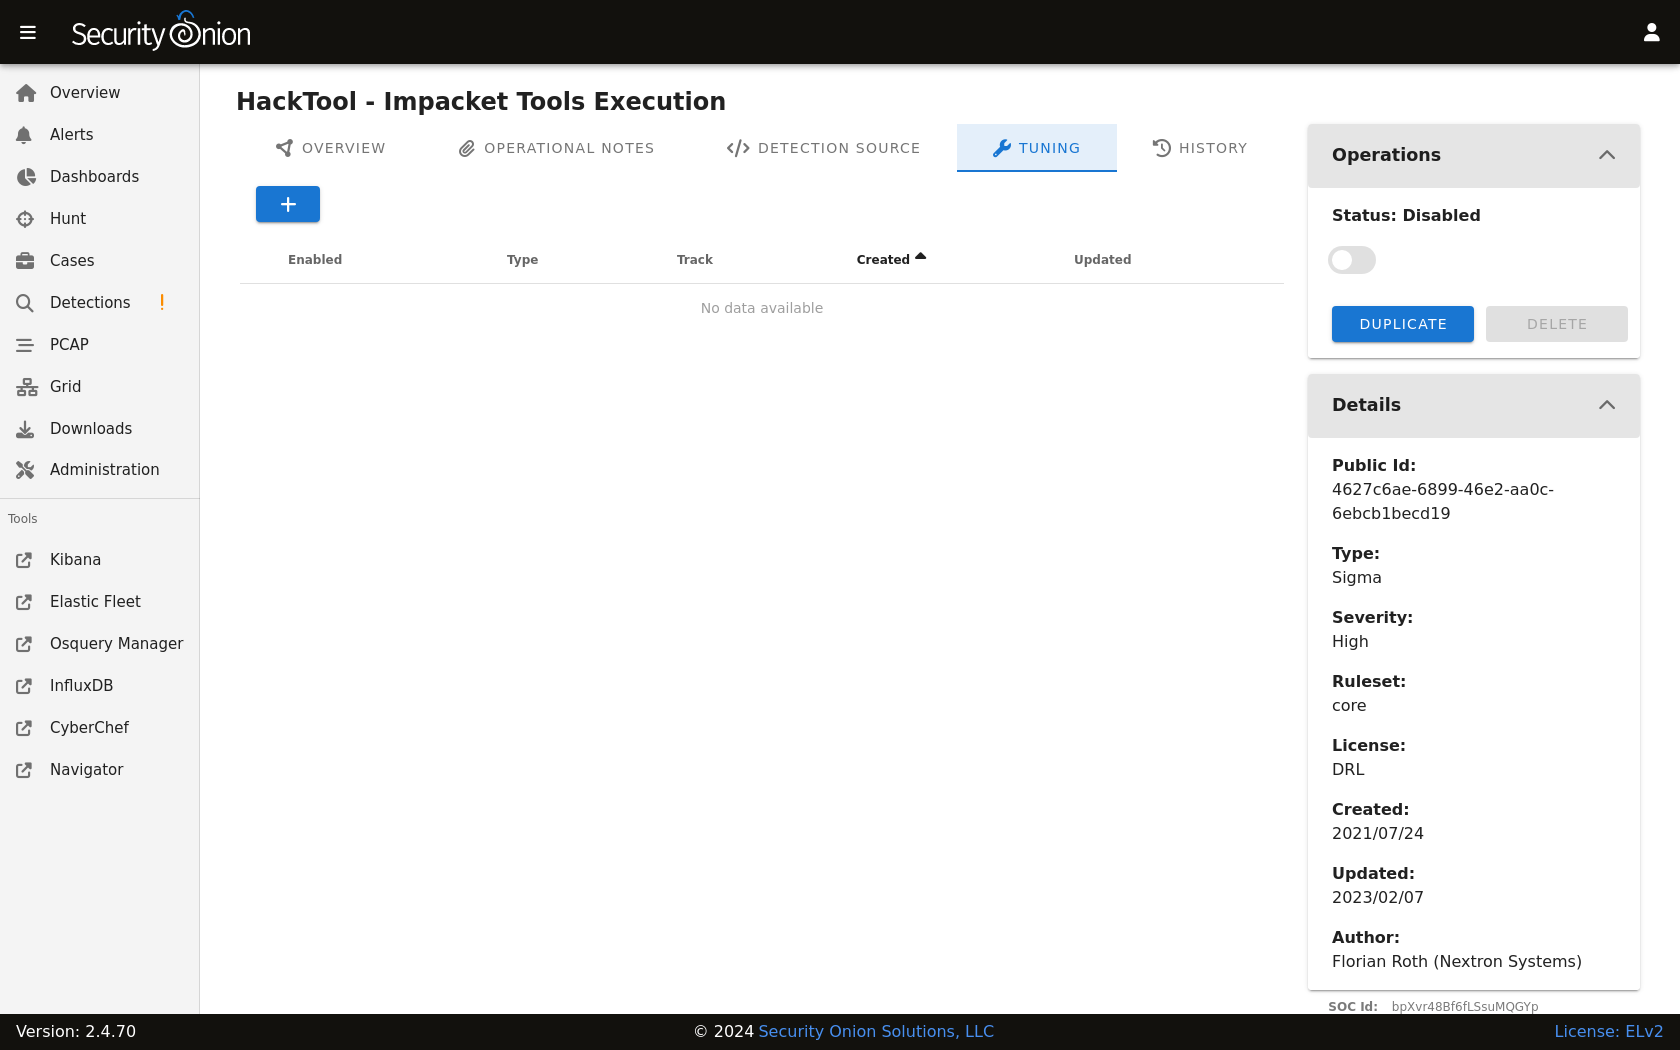 Security Onion
Overview
Alerts
Dashboards
Hunt
Cases
Detections !
PCAP
Grid
Downloads
Administration
Tools
Kibana
Elastic Fleet
Osquery Manager
InfluxDB
CyberChef
Navigator
HackTool - Impacket Tools Execution
OVERVIEW OPERATIONAL NOTES DETECTION SOURCE TUNING HISTORY
+
Enabled Type Track Created Updated
No data available
Operations
Status: Disabled
DUPLICATE DELETE
Details
Public Id:
4627c6ae-6899-46e2-aa0c-
6ebcb1becd19
Type:
Sigma
Severity:
High
Ruleset:
core
License:
DRL
Created:
2021/07/24
Updated:
2023/02/07
Author:
Florian Roth (Nextron Systems)
SOC Id: bpXvr48Bf6fLSsuMQGYp
Version: 2.4.70 © 2024 Security Onion Solutions, LLC License: ELv2